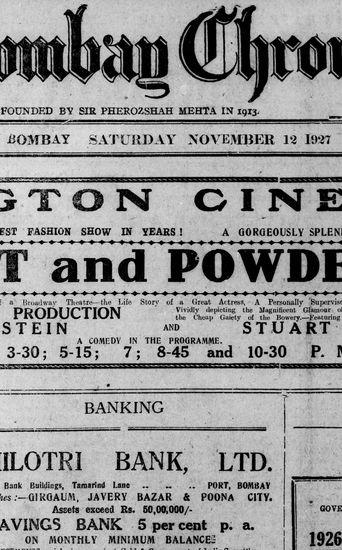 ombay Chron
FOUNDED BY SIR PHEROZSHAH MEHTA IN 1913.
BOMBAY SATURDAY NOVEMBER 12 1927
GTON CINE
EST FASHION SHOW IN YEARS! A GORGEOUSLY SPLEN
T and POWDE
a Broadway Theatre—the Life Story of a Great Actress, A Personally Supervise
PRODUCTION
Vividly depicting the Magnificent Glamour o
the Cheap Gaiety of the Bowery.—Featuring
STEIN AND STUART
A COMEDY IN THE PROGRAMME.
3-30; 5-15; 7; 8-45 and 10-30 P. M
BANKING
ILOTRI BANK, LTD.
Bank Buildings, Tamarind Lane .. .. .. PORT, BOMBAY
hes:—GIRGAUM, JAVERY BAZAR & POONA CITY.
Assets exceed Rs. 50,00,000/-
GOVE
AVINGS BANK 5 per cent p. a.
ON MONTHLY MINIMUM BALANCE
1926